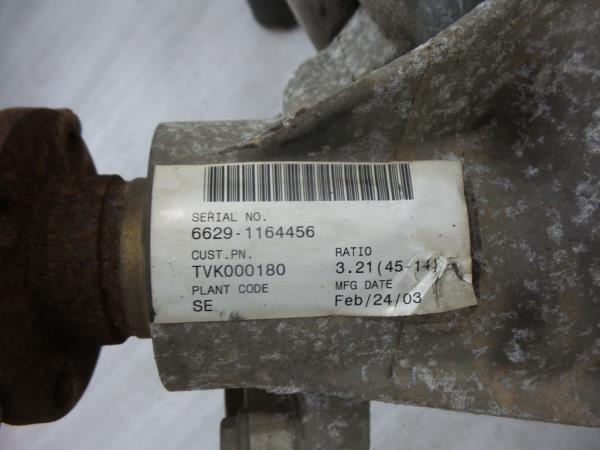 SERIAL NO.
6629-1164456
CUST.PN. RATIO
TVK000180 3.21(45-14)
PLANT CODE MFG DATE
SE Feb/24/03